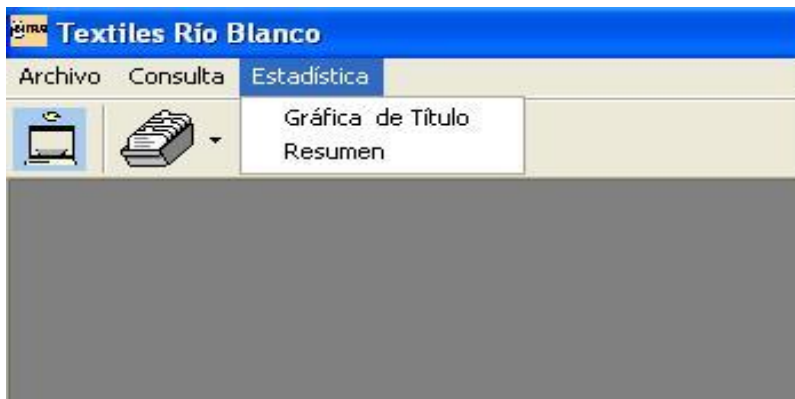 Textiles Río Blanco
Archivo Consulta Estadística
Gráfica de Título
Resumen